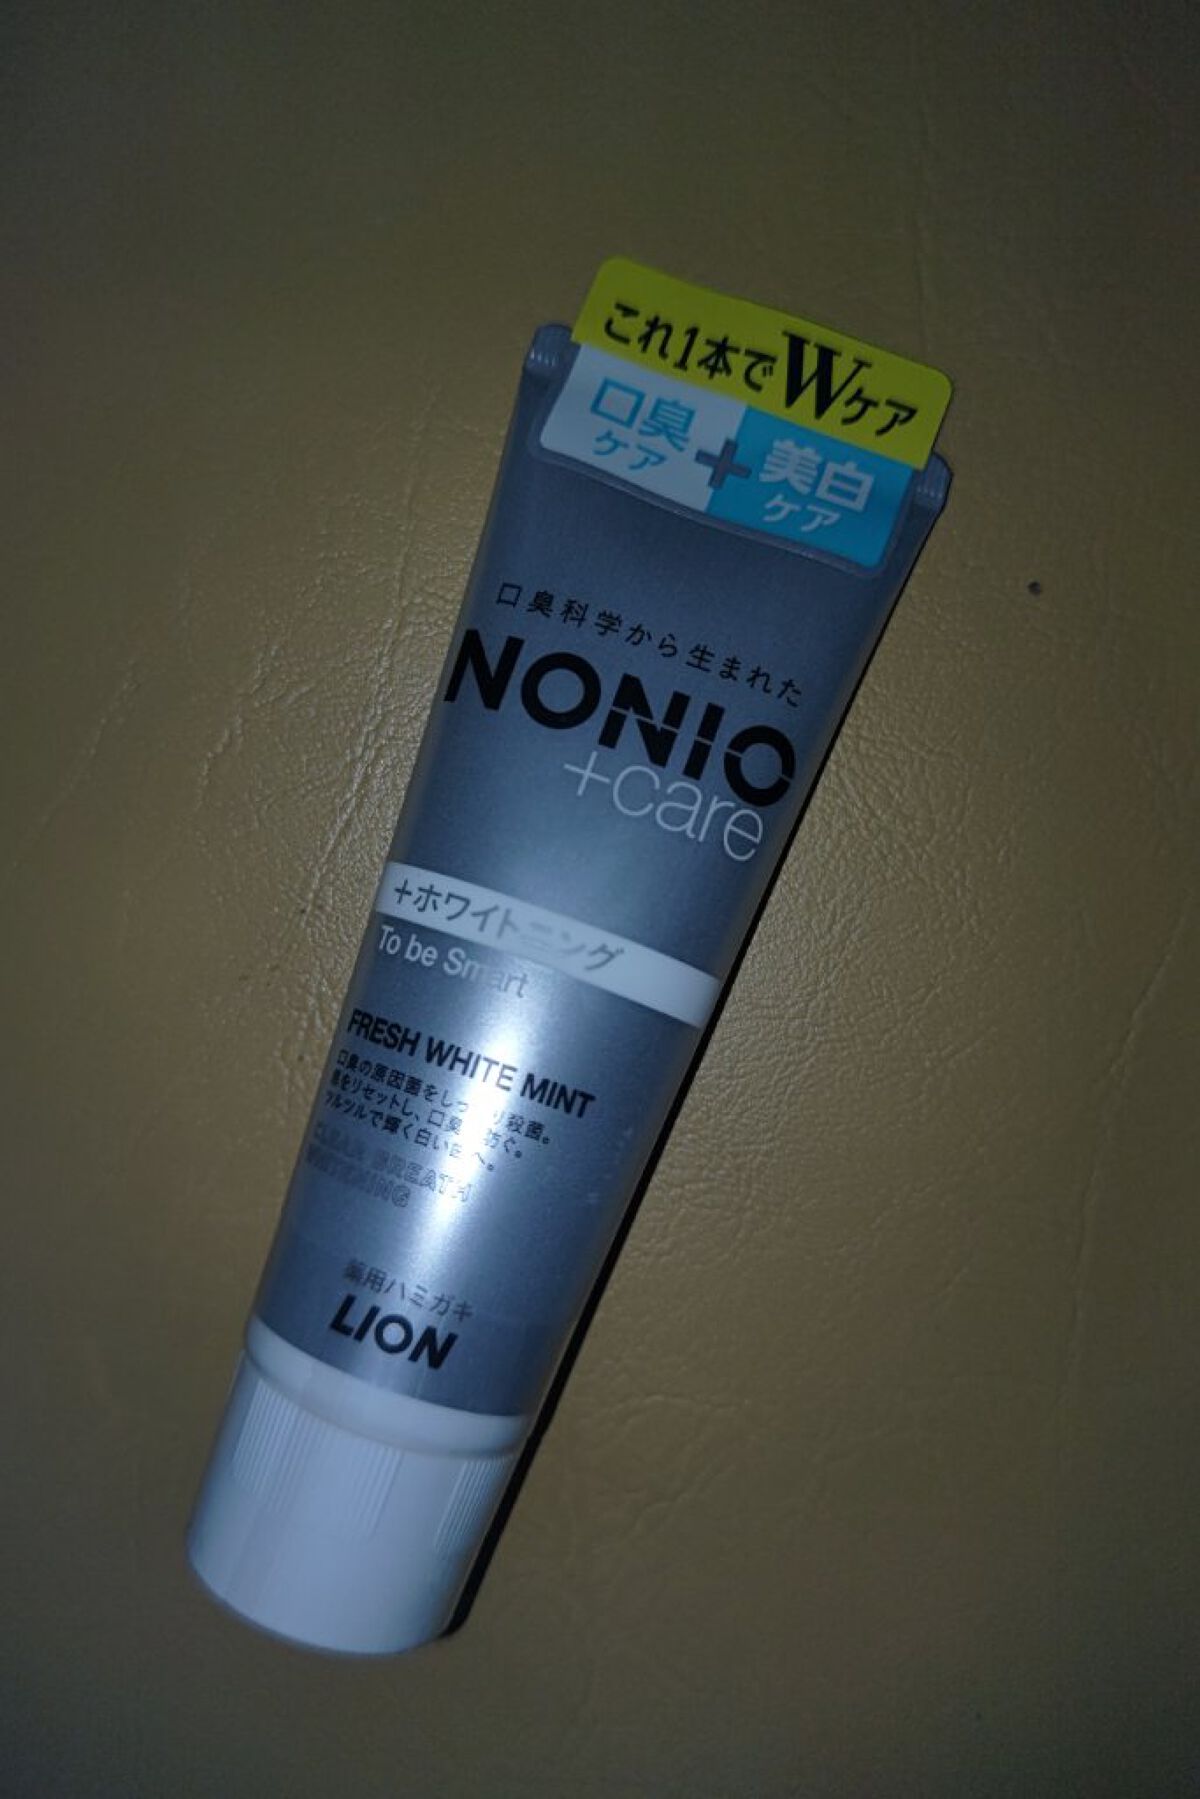 これ1本でWケア
口臭ケア + 美白ケア
口臭科学から生まれた
NONIO
+care
+ホワイトニング
To be Smart
FRESH WHITE MINT
口臭の原因菌をしっかり殺菌。
をリセットし、口臭 防ぐ。
ツルツルで輝く白い へ。
CLEAR BREATH
WHITENING
薬用ハミガキ
LION